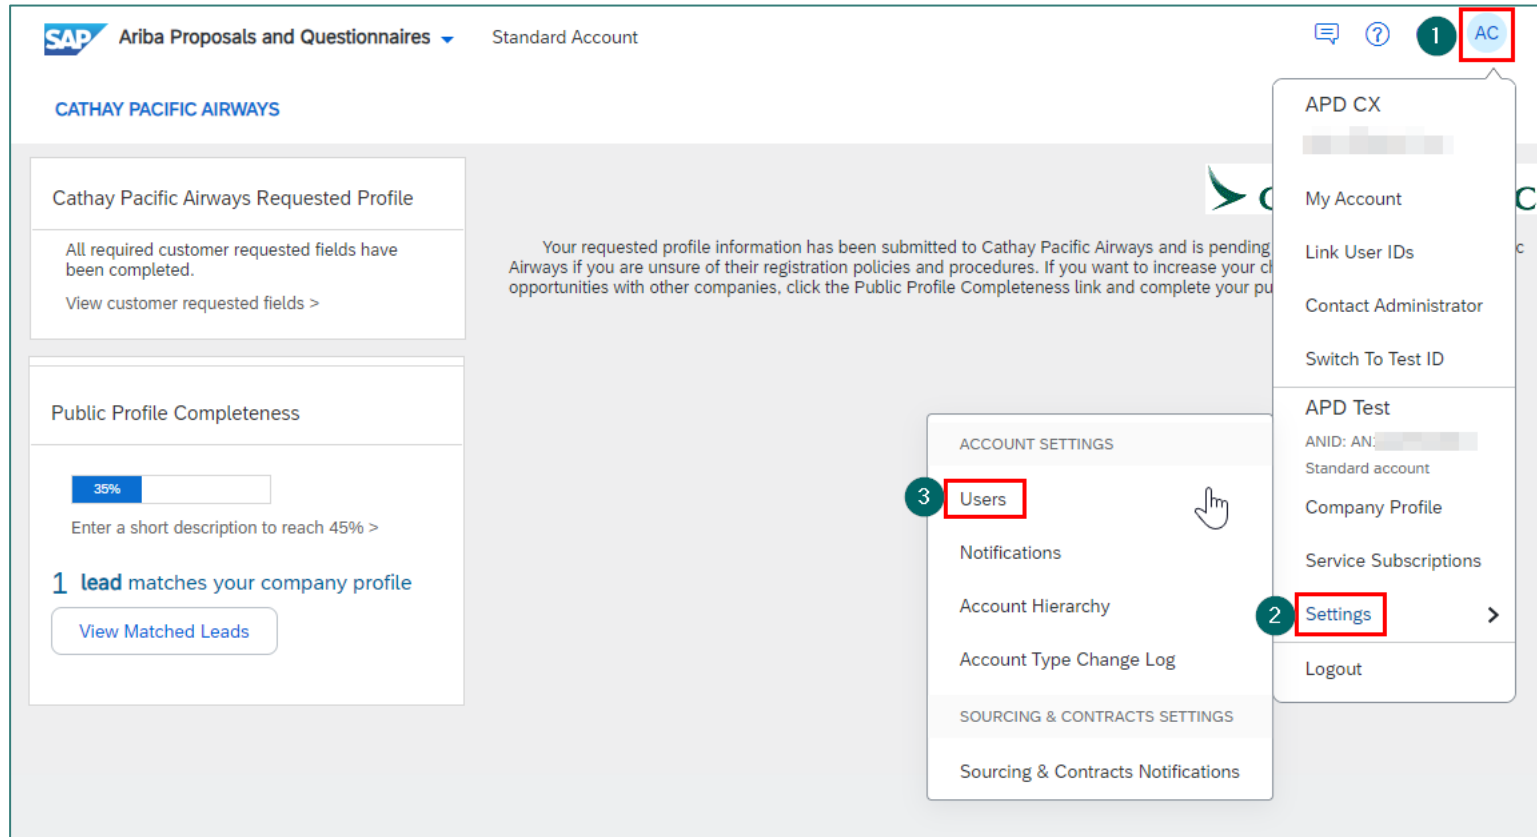 SAP Ariba Proposals and Questionnaires Standard Account
1 AC
CATHAY PACIFIC AIRWAYS
Cathay Pacific Airways Requested Profile
All required customer requested fields have
been completed.
View customer requested fields >
Your requested profile information has been submitted to Cathay Pacific Airways and is pending
Airways if you are unsure of their registration policies and procedures. If you want to increase your
opportunities with other companies, click the Public Profile Completeness link and complete your
Public Profile Completeness
35%
Enter a short description to reach 45% >
1 lead matches your company profile
View Matched Leads
APD CX
My Account
Link User IDs
Contact Administrator
Switch To Test ID
APD Test
ANID: AN
Standard account
Company Profile
Service Subscriptions
2 Settings
Logout
ACCOUNT SETTINGS
3 Users
Notifications
Account Hierarchy
Account Type Change Log
SOURCING & CONTRACTS SETTINGS
Sourcing & Contracts Notifications